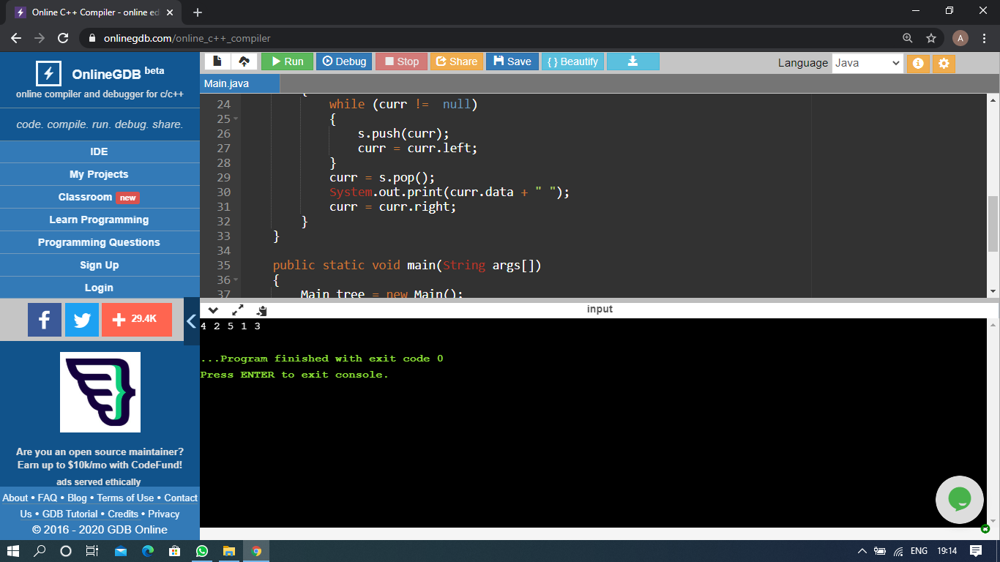 Online C++ Compiler - online ed
onlinegdb.com/online_c++_compiler
A
OnlineGDB beta
online compiler and debugger for c/c++
code. compile. run. debug. share.
IDE
My Projects
Classroom new
Learn Programming
Programming Questions
Sign Up
Login
f
+ 29.4K
Are you an open source maintainer?
Earn up to $10k/mo with CodeFund!
ads served ethically
About • FAQ • Blog • Terms of Use • Contact
Us • GDB Tutorial • Credits • Privacy
© 2016 - 2020 GDB Online
Run Debug Stop Share Save { } Beautify
Language Java
Main.java
{
24 while (curr != null)
25 {
26 s.push(curr);
27 curr = curr.left;
28 }
29 curr = s.pop();
30 System.out.print(curr.data + " ");
31 curr = curr.right;
32 }
33 }
34
35 public static void main(String args[])
36 {
37 Main tree = new Main();
input
4 2 5 1 3
...Program finished with exit code 0
Press ENTER to exit console.
ENG 19:14